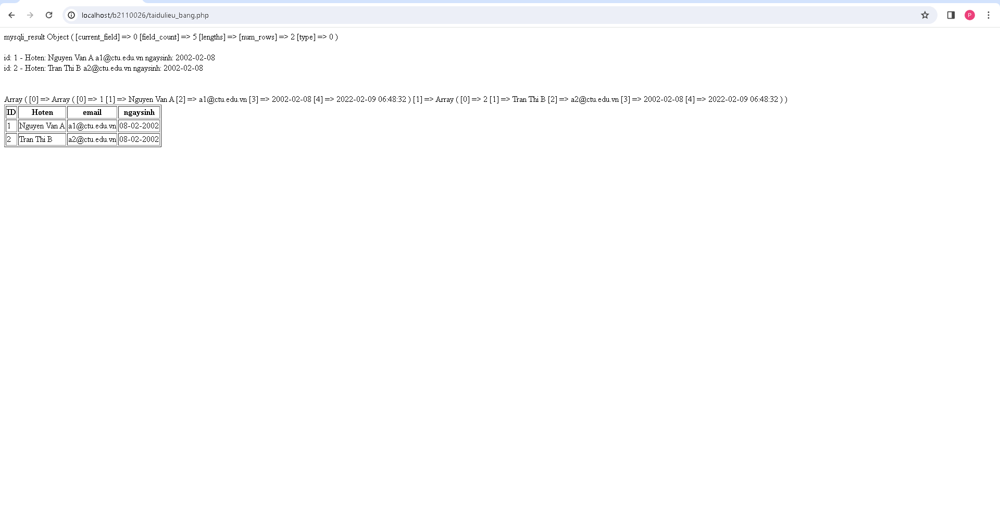 localhost/b2110026/taidulieu_bang.php
P
mysqli_result Object ( [current_field] => 0 [field_count] => 5 [lengths] => [num_rows] => 2 [type] => 0 )
id: 1 - Hoten: Nguyen Van A a1@ctu.edu.vn ngaysinh: 2002-02-08
id: 2 - Hoten: Tran Thi B a2@ctu.edu.vn ngaysinh: 2002-02-08
Array ( [0] => Array ( [0] => 1 [1] => Nguyen Van A [2] => a1@ctu.edu.vn [3] => 2002-02-08 [4] => 2022-02-09 06:48:32 ) [1] => Array ( [0] => 2 [1] => Tran Thi B [2] => a2@ctu.edu.vn [3] => 2002-02-08 [4] => 2022-02-09 06:48:32 ) )
ID Hoten email ngaysinh
1 Nguyen Van A a1@ctu.edu.vn 08-02-2002
2 Tran Thi B a2@ctu.edu.vn 08-02-2002